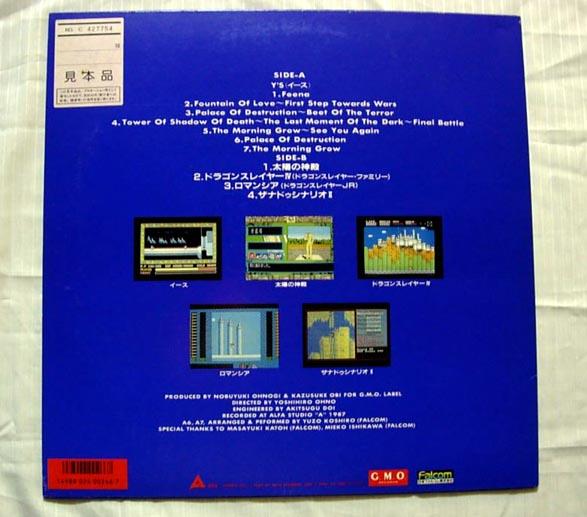 NO. C 427754
見本品
SIDE-A
Y'S(イース)
1.Feena
2.Fountain Of Love~First Step Towards Wars
3.Palace Of Destruction~Beet Of The Terror
4.Tower Of Shadow Of Death~The Last Moment Of The Dark~Final Battle
5.The Morning Grow~See You Again
6.Palace Of Destruction
7.The Morning Grow
SIDE-B
1.太陽の神殿
2.ドラゴンスレイヤーIV(ドラゴンスレイヤー・ファミリー)
3.ロマンシア(ドラゴンスレイヤーJR)
4.ザナドゥシナリオII
イース
太陽の神殿
ドラゴンスレイヤーIV
ロマンシア
ザナドゥシナリオ II
PRODUCED BY NOBUYUKI OHNOGI & KAZUSUKE OBI FOR G.M.O. LABEL
DIRECTED BY YOSHIHIRO OHNO
ENGINEERED BY AKITSUGU DOI
RECORDED AT ALFA STUDIO "A" 1987
A6, A7, ARRANGED & PEFORMED BY YUZO KOSHIRO (FALCOM)
SPECIAL THANKS TO MASAYUKI KATOH (FALCOM), MIEKO ISHIKAWA (FALCOM)
G.M.O
RECORDS
Falcom